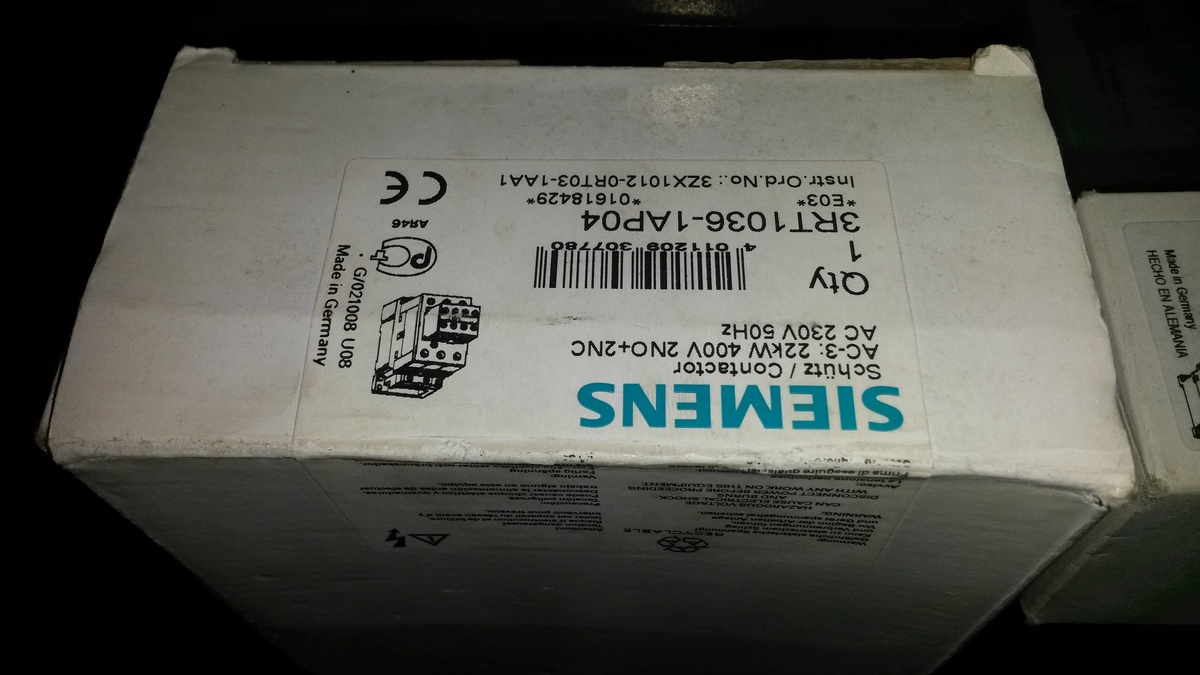 SIEMENS
Schütz / Contactor
AC-3: 22kW 400V 2NO+2NC
AC 230V 50Hz
Qty
1
4 011209 307780
3RT1036-1AP04
*E03* *01618429*
Instr.Ord.No.: 3ZX1012-0RT03-1AA1
CE
AR46
G/021008 U08
Made in Germany
RECYCLABLE
Warnung:
HAZARDOUS VOLTAGE
CAN CAUSE ELECTRICAL SHOCK
AND BURNS.
DISCONNECT POWER BEFORE PROCEEDING
WITH ANY WORK ON THIS EQUIPMENT.
Made in Germany
HECHO EN ALEMANIA